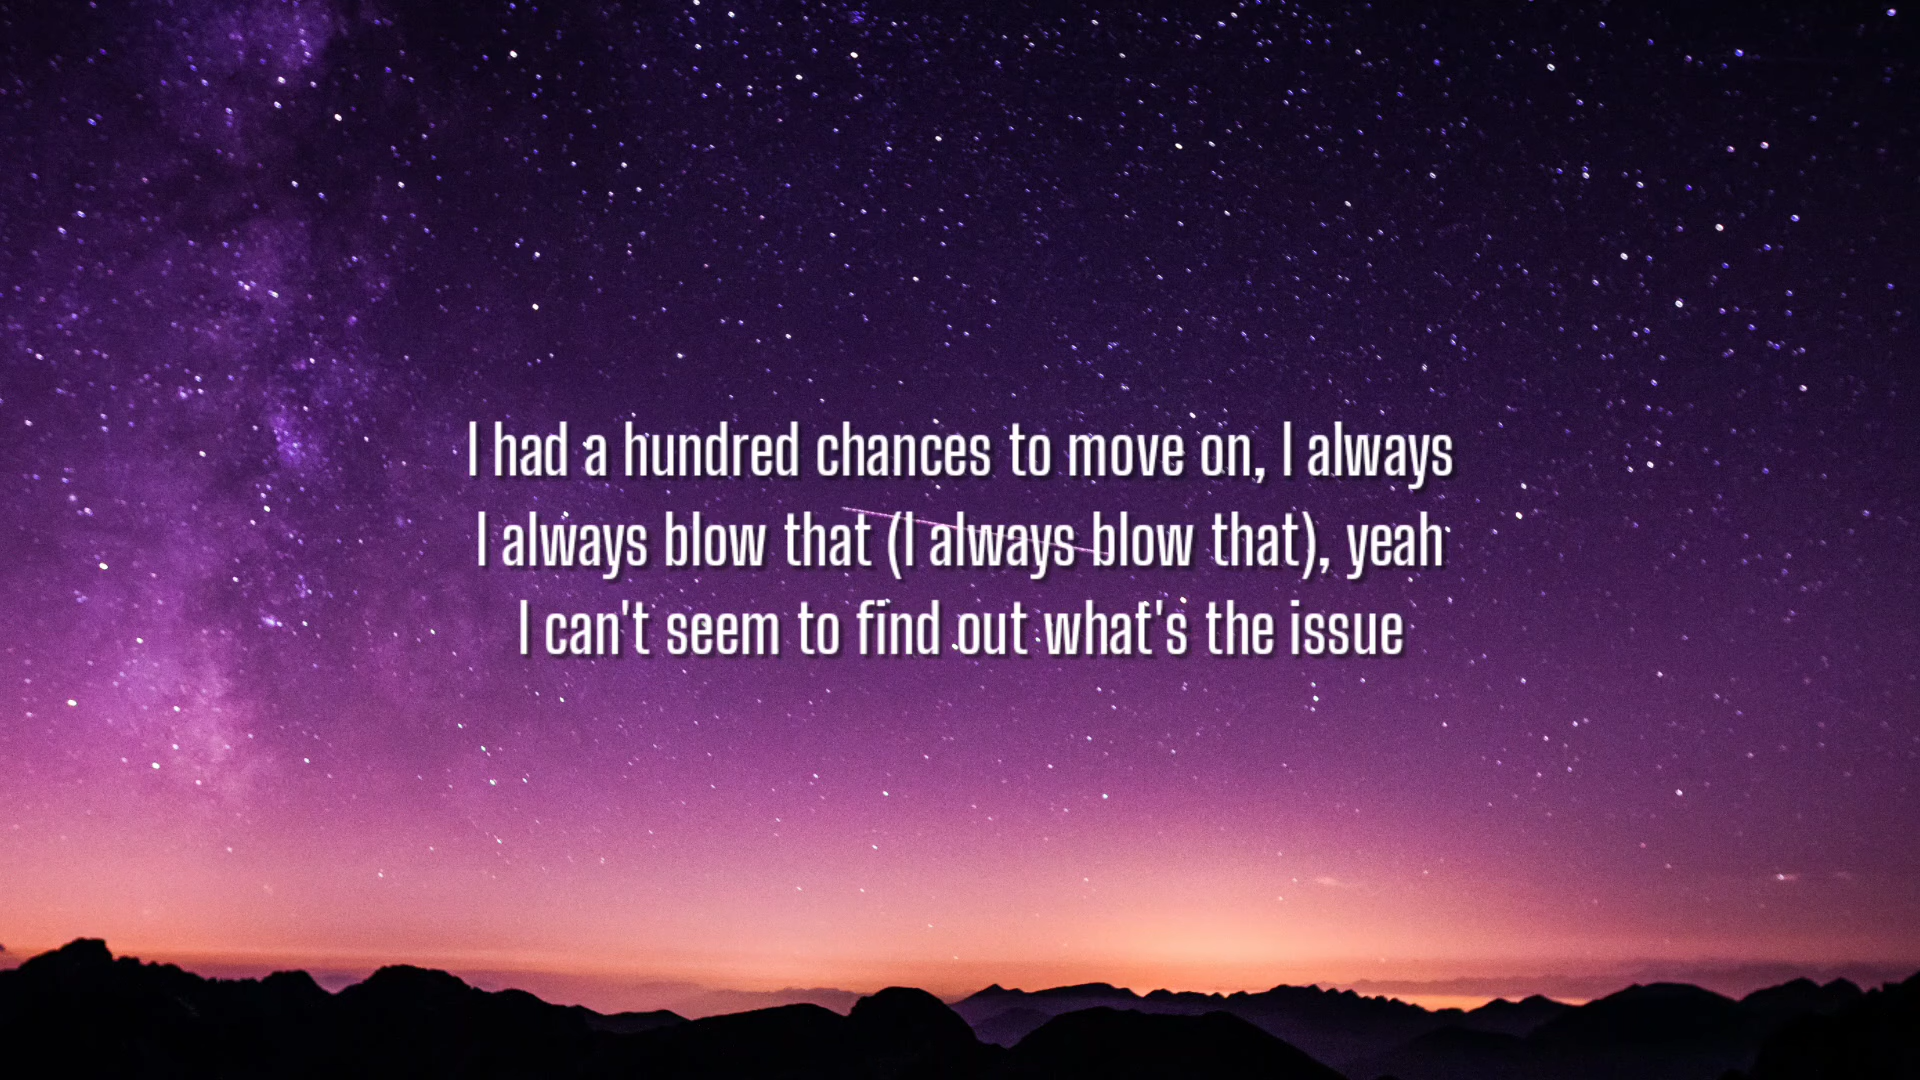 I had a hundred chances to move on, I always
I always blow that (I always blow that), yeah
I can't seem to find out what's the issue